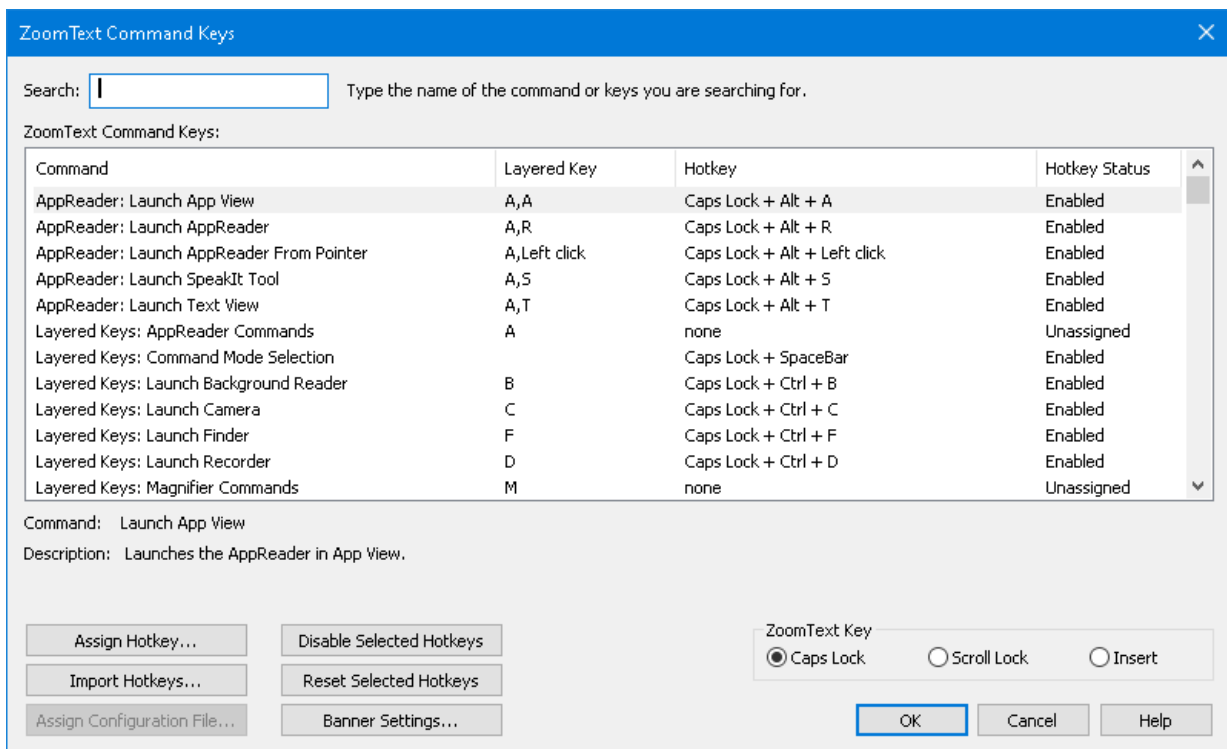 ZoomText Command Keys
Search: Type the name of the command or keys you are searching for.
ZoomText Command Keys:
Command Layered Key Hotkey Hotkey Status
AppReader: Launch App View A,A Caps Lock + Alt + A Enabled
AppReader: Launch AppReader A,R Caps Lock + Alt + R Enabled
AppReader: Launch AppReader From Pointer A,Left click Caps Lock + Alt + Left click Enabled
AppReader: Launch SpeakIt Tool A,S Caps Lock + Alt + S Enabled
AppReader: Launch Text View A,T Caps Lock + Alt + T Enabled
Layered Keys: AppReader Commands A none Unassigned
Layered Keys: Command Mode Selection Caps Lock + SpaceBar Enabled
Layered Keys: Launch Background Reader B Caps Lock + Ctrl + B Enabled
Layered Keys: Launch Camera C Caps Lock + Ctrl + C Enabled
Layered Keys: Launch Finder F Caps Lock + Ctrl + F Enabled
Layered Keys: Launch Recorder D Caps Lock + Ctrl + D Enabled
Layered Keys: Magnifier Commands M none Unassigned
Command: Launch App View
Description: Launches the AppReader in App View.
Assign Hotkey... Disable Selected Hotkeys
ZoomText Key
Caps Lock Scroll Lock Insert
Import Hotkeys... Reset Selected Hotkeys
Assign Configuration File... Banner Settings... OK Cancel Help